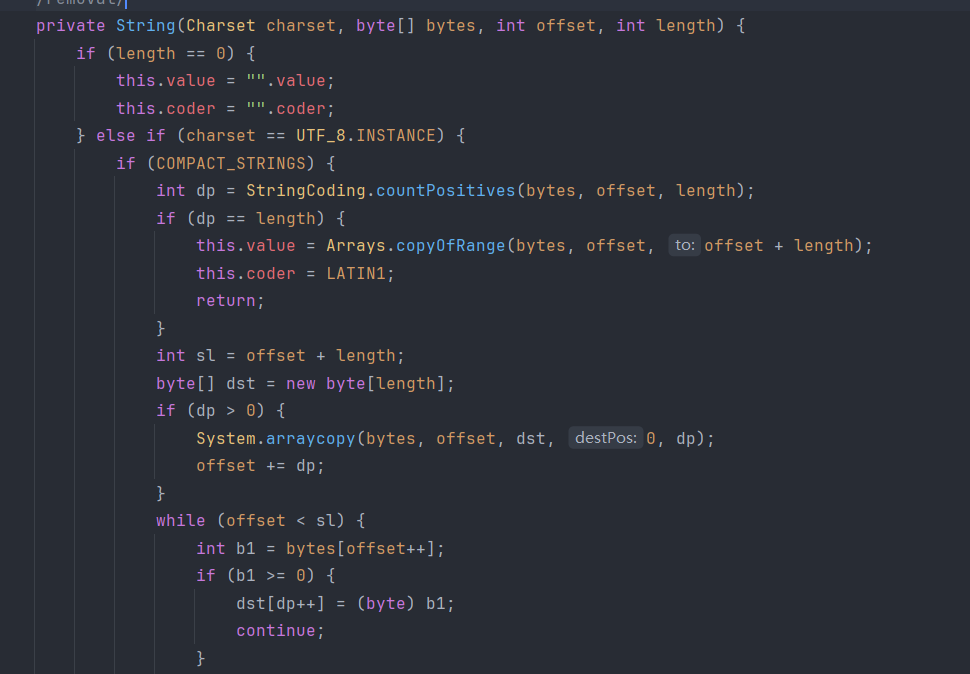 /removal/
private String(Charset charset, byte[] bytes, int offset, int length) {
    if (length == 0) {
        this.value = "".value;
        this.coder = "".coder;
    } else if (charset == UTF_8.INSTANCE) {
        if (COMPACT_STRINGS) {
            int dp = StringCoding.countPositives(bytes, offset, length);
            if (dp == length) {
                this.value = Arrays.copyOfRange(bytes, offset, to: offset + length);
                this.coder = LATIN1;
                return;
            }
            int sl = offset + length;
            byte[] dst = new byte[length];
            if (dp > 0) {
                System.arraycopy(bytes, offset, dst, destPos: 0, dp);
                offset += dp;
            }
            while (offset < sl) {
                int b1 = bytes[offset++];
                if (b1 >= 0) {
                    dst[dp++] = (byte) b1;
                    continue;
                }